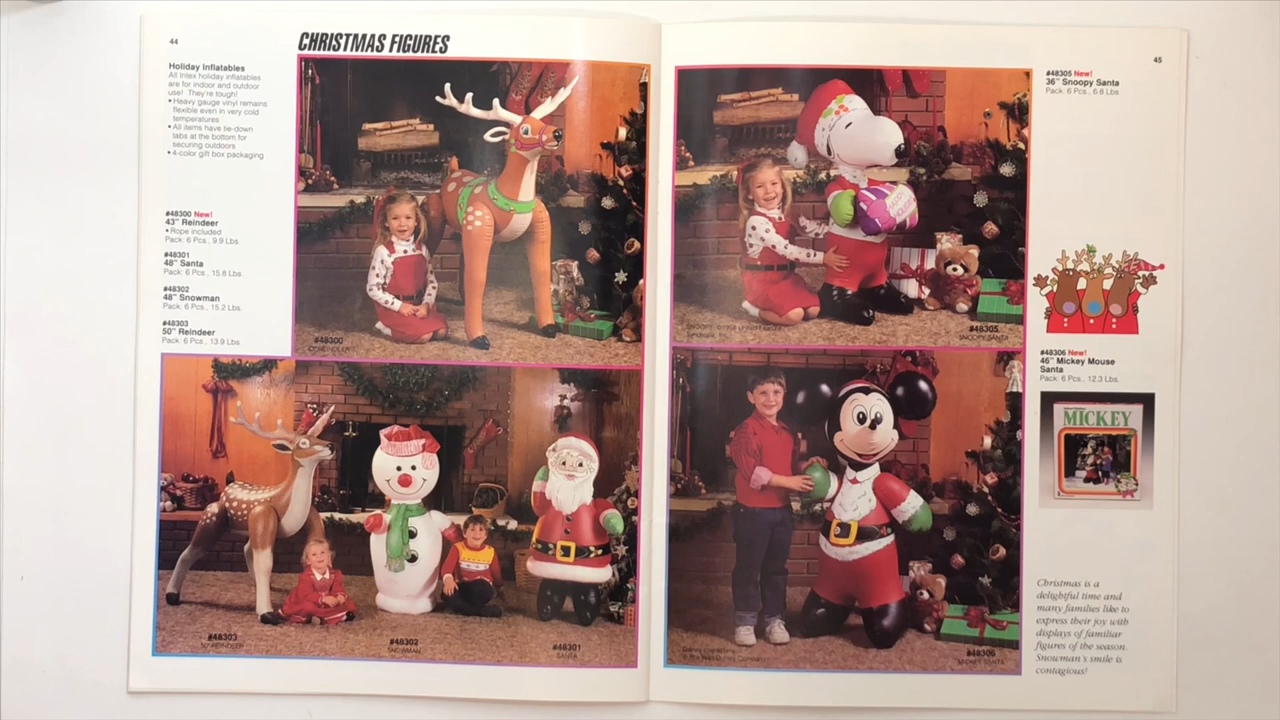 44
CHRISTMAS FIGURES
Holiday Inflatables
All Intex holiday inflatables
are for indoor and outdoor
use! They're tough!
• Heavy gauge vinyl remains
flexible even in very cold
temperatures
• All items have tie-down
tabs at the bottom for
securing outdoors
• 4-color gift box packaging
#48300 New!
43" Reindeer
• Rope included
Pack: 6 Pcs., 9.9 Lbs.
#48301
48" Santa
Pack: 6 Pcs., 15.8 Lbs.
#48302
48" Snowman
Pack: 6 Pcs., 15.2 Lbs.
#48303
50" Reindeer
Pack: 6 Pcs., 13.9 Lbs.
#48300
REINDEER
#48303
50" REINDEER
#48302
SNOWMAN
#48301
SANTA
45
#48305 New!
36" Snoopy Santa
Pack: 6 Pcs., 6.8 Lbs
#48305
SNOOPY SANTA
#48306 New!
46" Mickey Mouse
Santa
Pack: 6 Pcs., 12.3 Lbs.
MICKEY
#48306
MICKEY SANTA
Christmas is a
delightful time and
many families like to
express their joy with
displays of familiar
figures of the season.
Snowman's smile is
contagious!